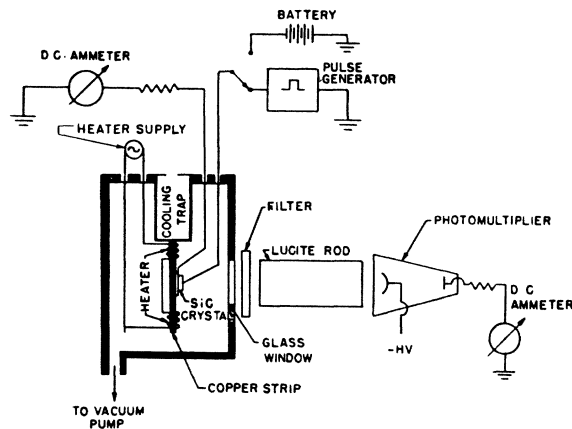 BATTERY
D.C. AMMETER
PULSE
GENERATOR
HEATER SUPPLY
COOLING
TRAP
FILTER
PHOTOMULTIPLIER
LUCITE ROD
HEATER
SiC
CRYSTAL
D C
AMMETER
GLASS
WINDOW
-HV
COPPER STRIP
TO VACUUM
PUMP